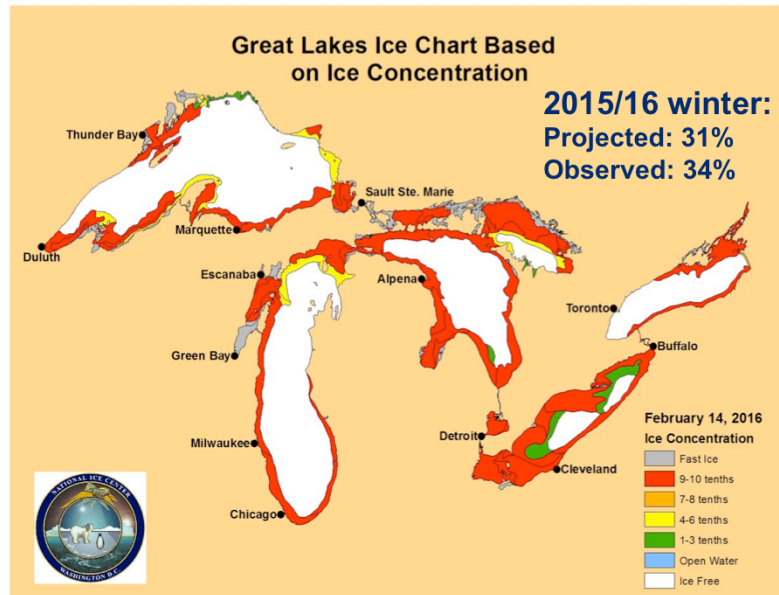 Great Lakes Ice Chart Based
on Ice Concentration
2015/16 winter:
Projected: 31%
Observed: 34%
Thunder Bay
Sault Ste. Marie
Marquette
Duluth
Escanaba
Alpena
Toronto
Green Bay
Buffalo
Milwaukee
Detroit
Cleveland
Chicago
February 14, 2016
Ice Concentration
Fast Ice
9-10 tenths
7-8 tenths
4-6 tenths
1-3 tenths
Open Water
Ice Free
NATIONAL ICE CENTER
WASHINGTON D.C.